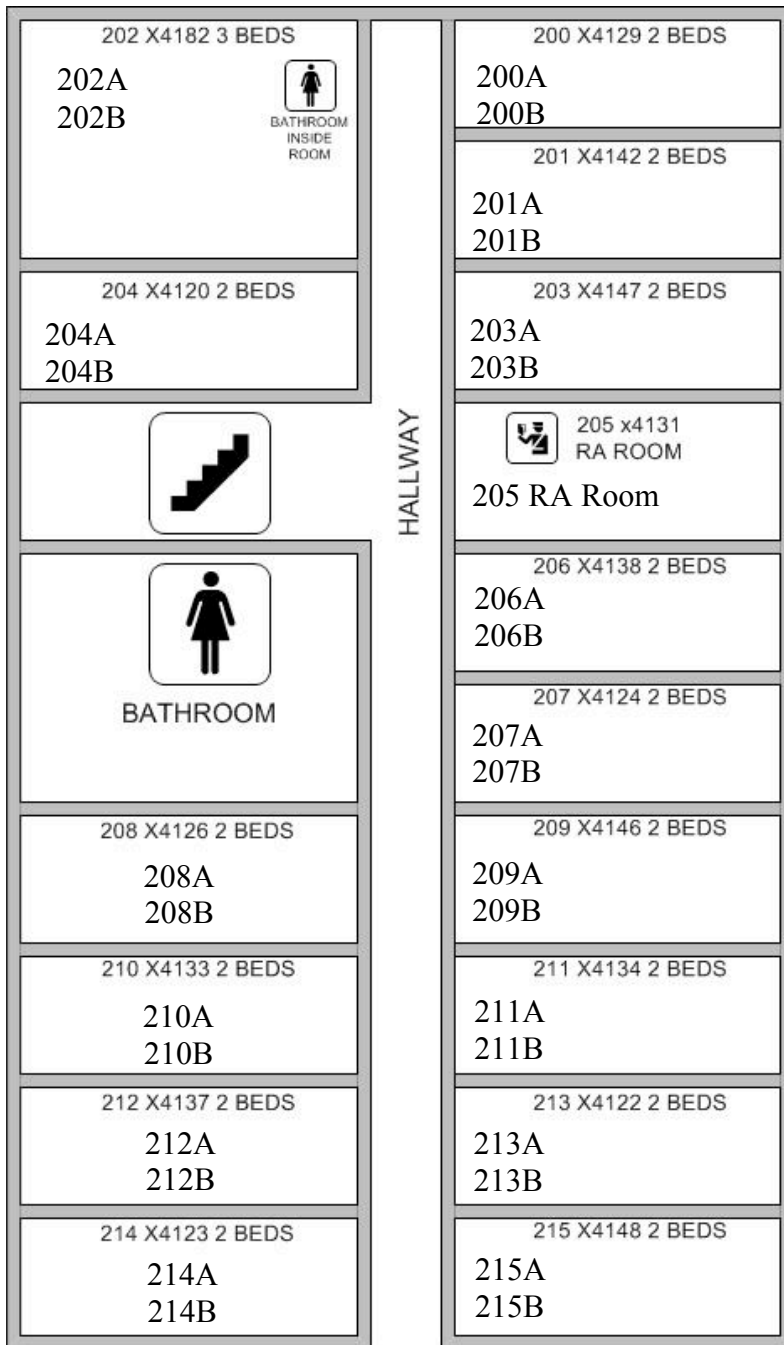 202 X4182 3 BEDS
202A
202B
BATHROOM
INSIDE
ROOM
204 X4120 2 BEDS
204A
204B
BATHROOM
208 X4126 2 BEDS
208A
208B
210 X4133 2 BEDS
210A
210B
212 X4137 2 BEDS
212A
212B
214 X4123 2 BEDS
214A
214B
HALLWAY
200 X4129 2 BEDS
200A
200B
201 X4142 2 BEDS
201A
201B
203 X4147 2 BEDS
203A
203B
205 x4131
RA ROOM
205 RA Room
206 X4138 2 BEDS
206A
206B
207 X4124 2 BEDS
207A
207B
209 X4146 2 BEDS
209A
209B
211 X4134 2 BEDS
211A
211B
213 X4122 2 BEDS
213A
213B
215 X4148 2 BEDS
215A
215B